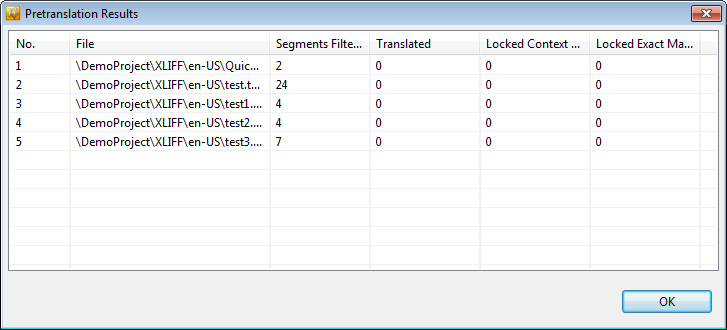 Pretranslation Results
No. File Segments Filte... Translated Locked Context ... Locked Exact Ma...
1 \DemoProject\XLIFF\en-US\Quic... 2 0 0 0
2 \DemoProject\XLIFF\en-US\test.t... 24 0 0 0
3 \DemoProject\XLIFF\en-US\test1.... 4 0 0 0
4 \DemoProject\XLIFF\en-US\test2.... 4 0 0 0
5 \DemoProject\XLIFF\en-US\test3.... 7 0 0 0
OK